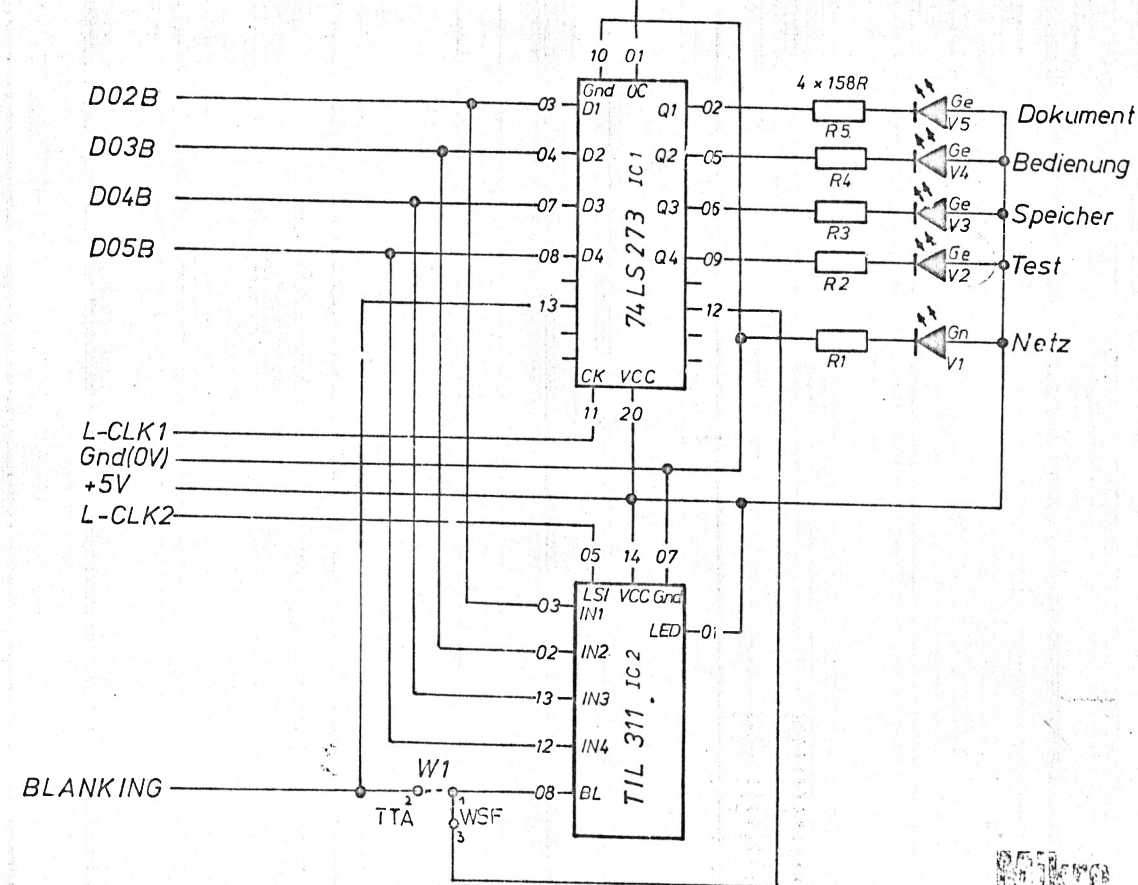 10 01
Gnd OC
4 × 158R
D02B 03 D1 Q1 02 R5 Ge V5 Dokument
D03B 04 D2 Q2 05 R4 Ge V4 Bedienung
D04B 07 D3 Q3 06 R3 Ge V3 Speicher
D05B 08 D4 Q4 09 R2 Ge V2 Test
74LS273 IC1
13 12
R1 Gn V1 Netz
CK VCC
11 20
L-CLK1
Gnd(0V)
+5V
L-CLK2
05 14 07
LSI VCC Gnd
03 IN1
LED 01
02 IN2
13 IN3
12 IN4
TIL 311 IC2
W1
BLANKING 2 1 08 BL
TTA WSF
3
Mikro